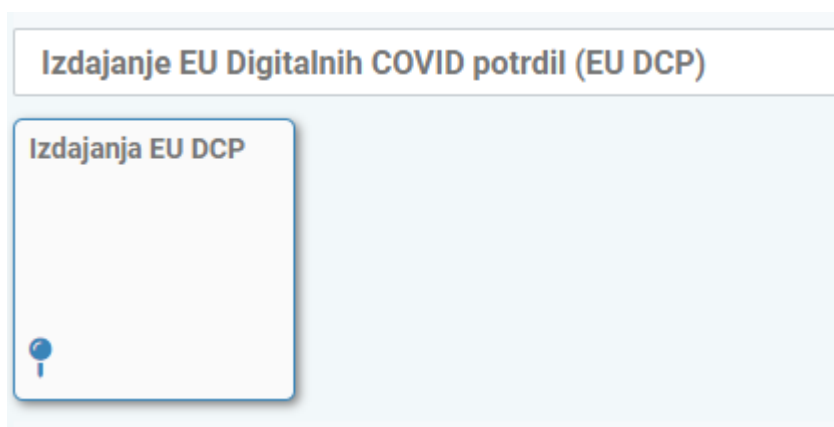 Izdajanje EU Digitalnih COVID potrdil (EU DCP)
Izdajanja EU DCP